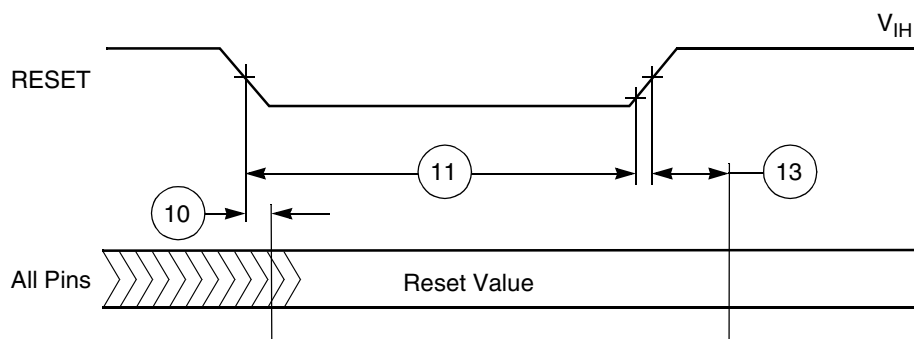 V_IH
RESET
11
13
10
All Pins
Reset Value